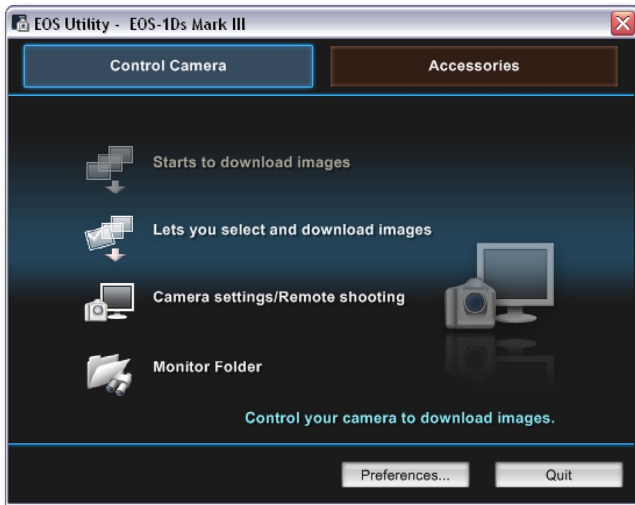 EOS Utility - EOS-1Ds Mark III
Control Camera
Accessories
Starts to download images
Lets you select and download images
Camera settings/Remote shooting
Monitor Folder
Control your camera to download images.
Preferences...
Quit